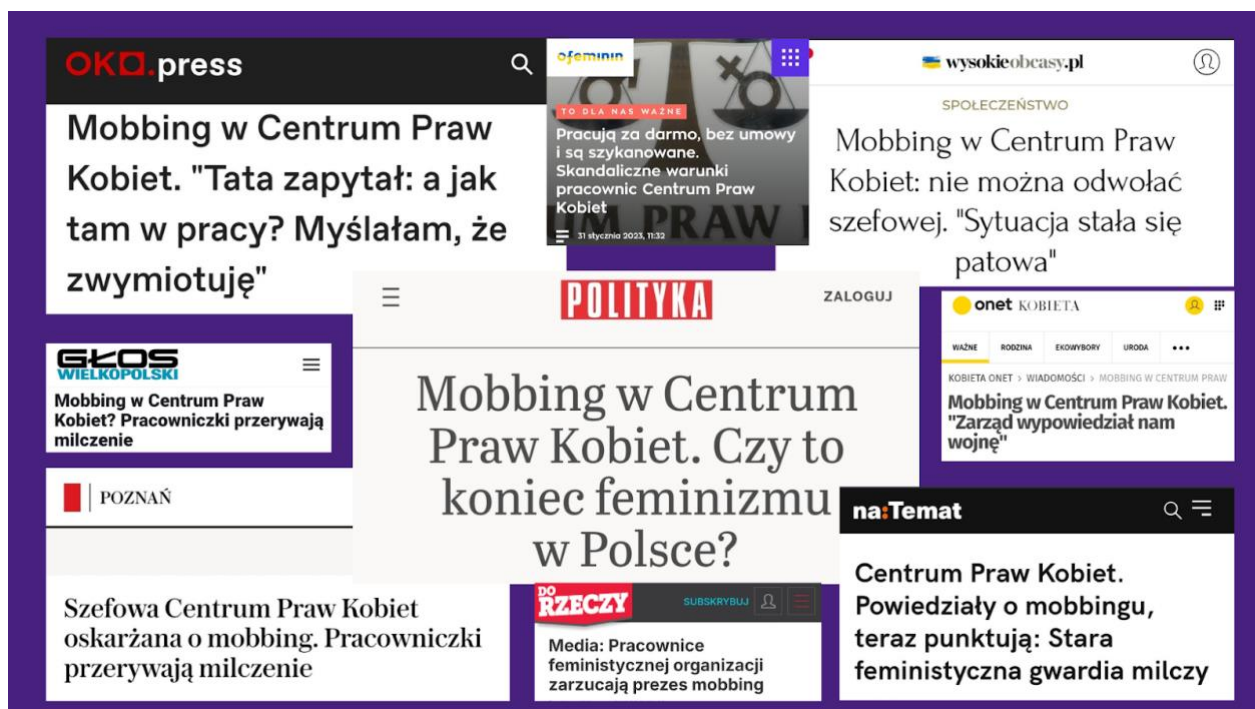 OKO.press
Mobbing w Centrum Praw
Kobiet. "Tata zapytał: a jak
tam w pracy? Myślałam, że
zwymiotuję"
ofeminin
TO DLA NAS WAŻNE
Pracują za darmo, bez umowy
i są szykanowane.
Skandaliczne warunki
pracownic Centrum Praw
Kobiet
UM PRAW
31 stycznia 2023, 11:32
wysokieobcasy.pl
SPOŁECZEŃSTWO
Mobbing w Centrum Praw
Kobiet: nie można odwołać
szefowej. "Sytuacja stała się
patowa"
POLITYKA
ZALOGUJ
Mobbing w Centrum
Praw Kobiet. Czy to
koniec feminizmu
w Polsce?
onet KOBIETA
WAŻNE RODZINA EKOWYBORY URODA
KOBIETA ONET > WIADOMOŚCI > MOBBING W CENTRUM PRAW
Mobbing w Centrum Praw Kobiet.
"Zarząd wypowiedział nam
wojnę"
GŁOS
WIELKOPOLSKI
Mobbing w Centrum Praw
Kobiet? Pracowniczki przerywają
milczenie
POZNAŃ
Szefowa Centrum Praw Kobiet
oskarżana o mobbing. Pracowniczki
przerywają milczenie
DO
RZECZY
SUBSKRYBUJ
Media: Pracownice
feministycznej organizacji
zarzucają prezes mobbing
na:Temat
Centrum Praw Kobiet.
Powiedziały o mobbingu,
teraz punktują: Stara
feministyczna gwardia milczy